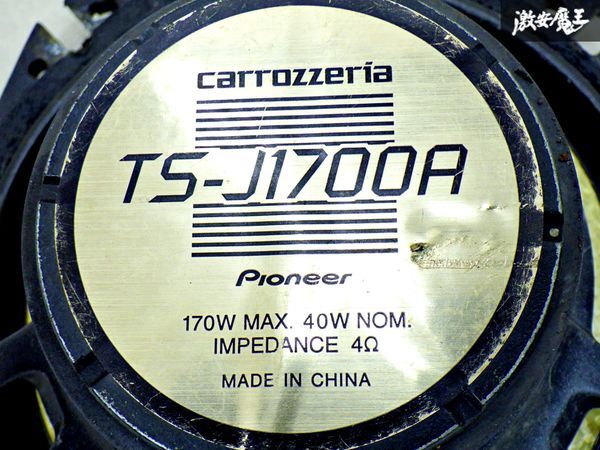 激安魔王
carrozzeria
TS-J1700A
Pioneer
170W MAX. 40W NOM.
IMPEDANCE 4Ω
MADE IN CHINA